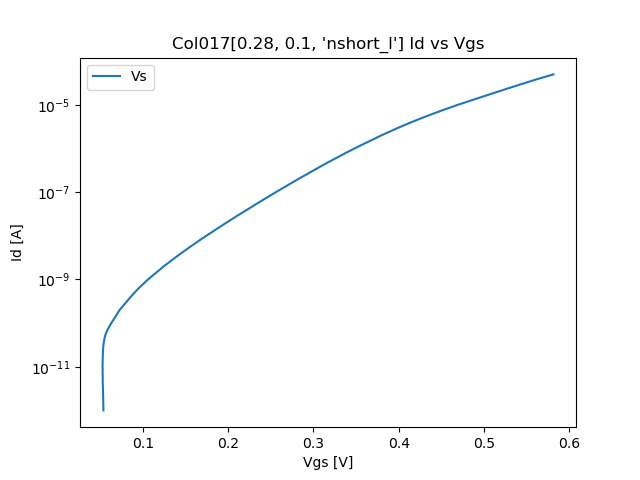 Col017[0.28, 0.1, 'nshort_l'] Id vs Vgs
Vs
10⁻⁵
10⁻⁷
10⁻⁹
10⁻¹¹
Id [A]
0.1 0.2 0.3 0.4 0.5 0.6
Vgs [V]